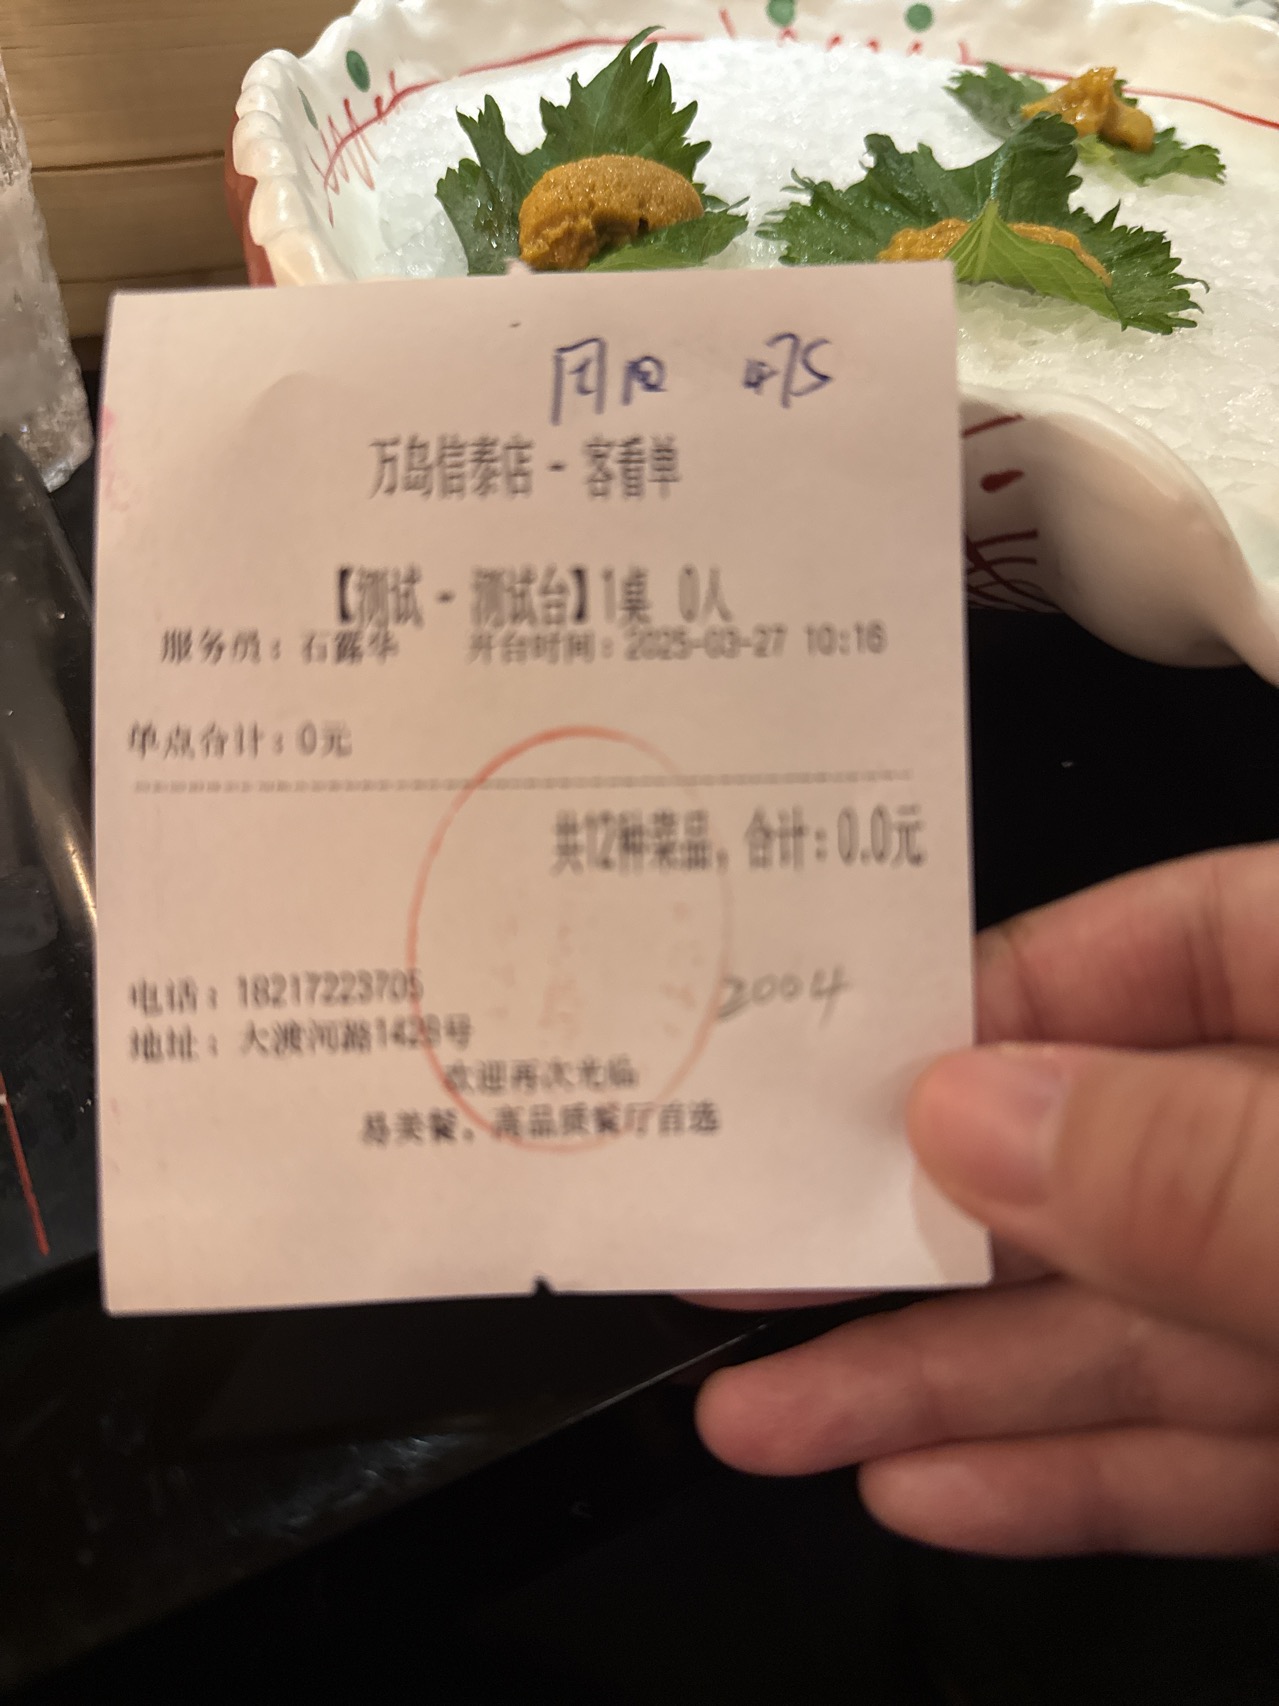 475
万岛信泰店 - 客看单
【测试 - 测试台】1桌 0人
服务员：石露华 开台时间：2025-03-27 10:16
单点合计：0元
共12种菜品，合计：0.0元
2004
电话：18217223705
地址：大渡河路1428号
欢迎再次光临
易美餐，高品质餐厅首选